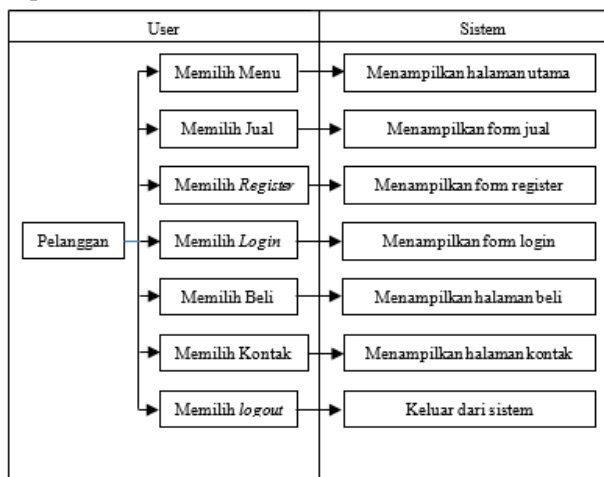 User Sistem
Memilih Menu Menampilkan halaman utama
Memilih Jual Menampilkan form jual
Memilih Register Menampilkan form register
Pelanggan Memilih Login Menampilkan form login
Memilih Beli Menampilkan halaman beli
Memilih Kontak Menampilkan halaman kontak
Memilih logout Keluar dari sistem